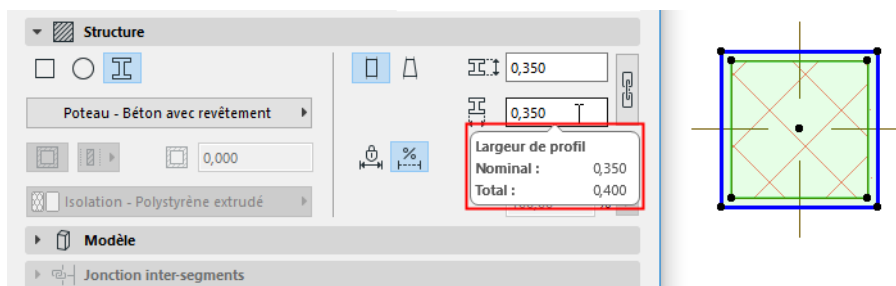 Structure
0,350
Poteau - Béton avec revêtement
0,350
Largeur de profil
Nominal : 0,350
Total : 0,400
0,000
%
Isolation - Polystyrène extrudé
Modèle
Jonction inter-segments